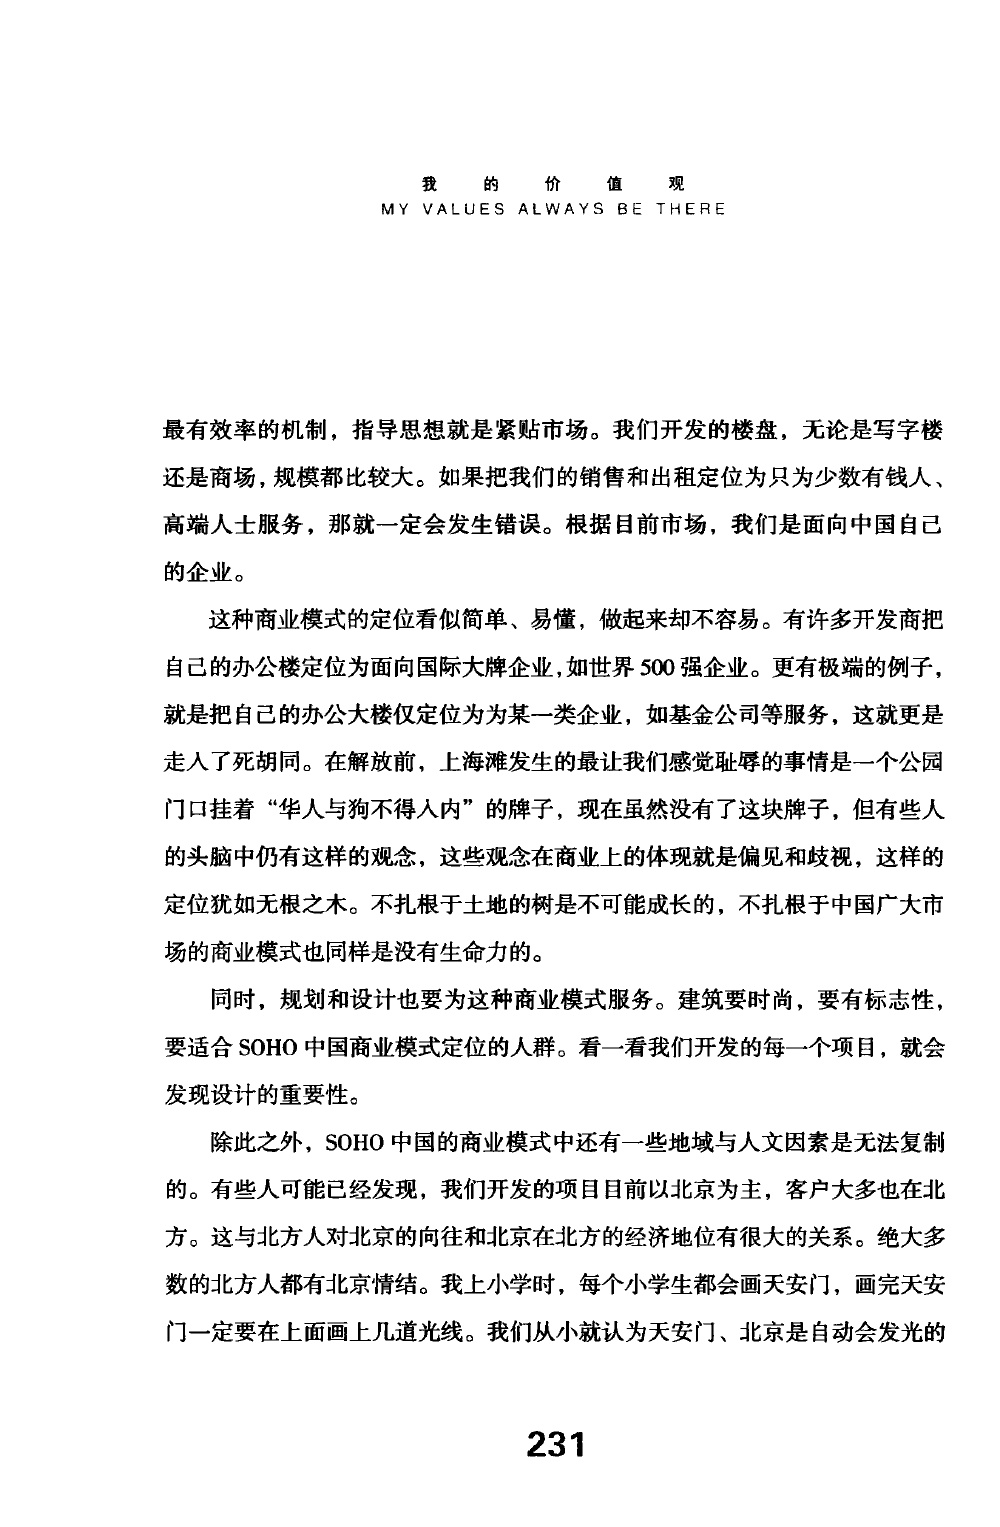 我的价值观
MY VALUES ALWAYS BE THERE
最有效率的机制，指导思想就是紧贴市场。我们开发的楼盘，无论是写字楼
还是商场，规模都比较大。如果把我们的销售和出租定位为只为少数有钱人、
高端人士服务，那就一定会发生错误。根据目前市场，我们是面向中国自己
的企业。
这种商业模式的定位看似简单、易懂，做起来却不容易。有许多开发商把
自己的办公楼定位为面向国际大牌企业，如世界500强企业。更有极端的例子，
就是把自己的办公大楼仅定位为为某一类企业，如基金公司等服务，这就更是
走入了死胡同。在解放前，上海滩发生的最让我们感觉耻辱的事情是一个公园
门口挂着“华人与狗不得入内”的牌子，现在虽然没有了这块牌子，但有些人
的头脑中仍有这样的观念，这些观念在商业上的体现就是偏见和歧视，这样的
定位犹如无根之木。不扎根于土地的树是不可能成长的，不扎根于中国广大市
场的商业模式也同样是没有生命力的。
同时，规划和设计也要为这种商业模式服务。建筑要时尚，要有标志性，
要适合SOHO中国商业模式定位的人群。看一看我们开发的每一个项目，就会
发现设计的重要性。
除此之外，SOHO中国的商业模式中还有一些地域与人文因素是无法复制
的。有些人可能已经发现，我们开发的项目目前以北京为主，客户大多也在北
方。这与北方人对北京的向往和北京在北方的经济地位有很大的关系。绝大多
数的北方人都有北京情结。我上小学时，每个小学生都会画天安门，画完天安
门一定要在上面画上几道光线。我们从小就认为天安门、北京是自动会发光的
231